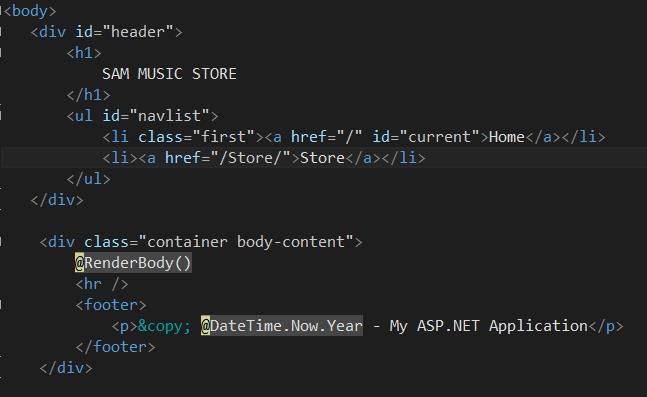 <body>
<div id="header">
<h1>
SAM MUSIC STORE
</h1>
<ul id="navlist">
<li class="first"><a href="/" id="current">Home</a></li>
<li><a href="/Store/">Store</a></li>
</ul>
</div>
<div class="container body-content">
@RenderBody()
<hr />
<footer>
<p>&copy; @DateTime.Now.Year - My ASP.NET Application</p>
</footer>
</div>